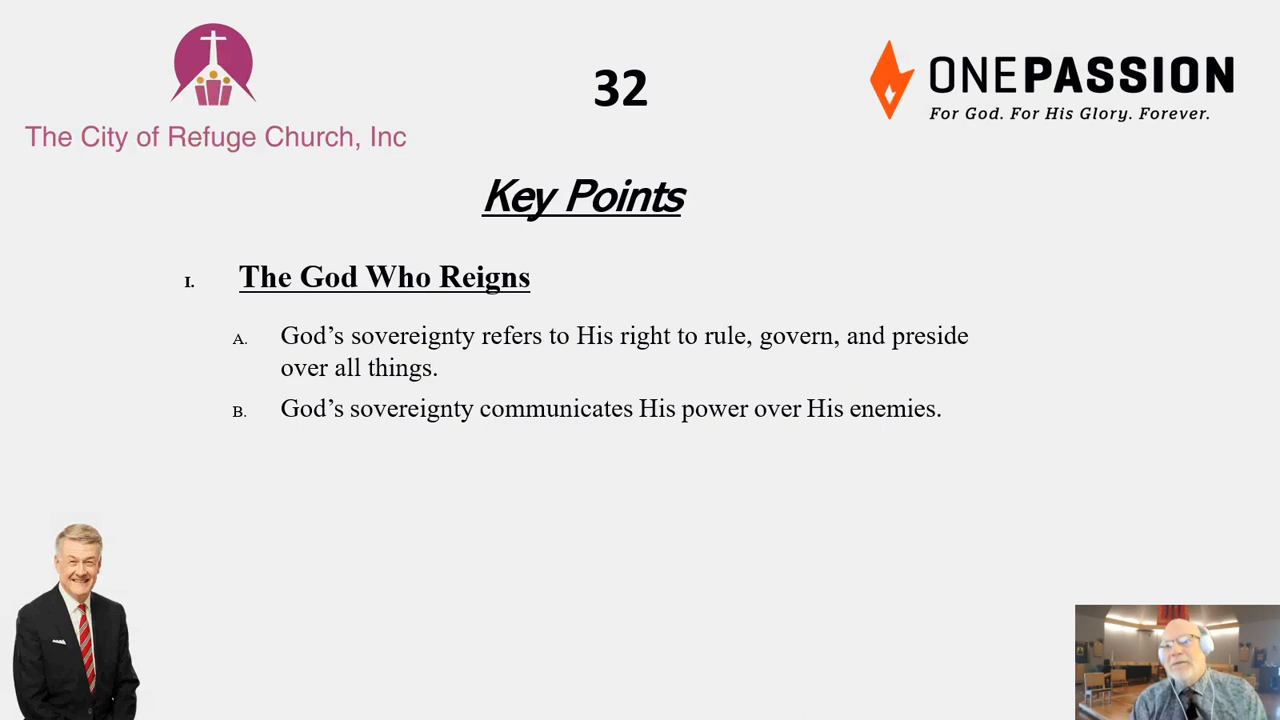 32
The City of Refuge Church, Inc
ONEPASSION
For God. For His Glory. Forever.
Key Points
I. The God Who Reigns
A. God’s sovereignty refers to His right to rule, govern, and preside
over all things.
B. God’s sovereignty communicates His power over His enemies.